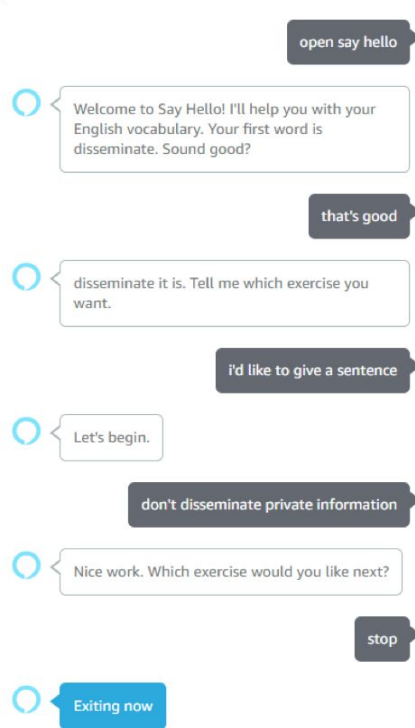 open say hello
Welcome to Say Hello! I'll help you with your
English vocabulary. Your first word is
disseminate. Sound good?
that's good
disseminate it is. Tell me which exercise you
want.
i'd like to give a sentence
Let's begin.
don't disseminate private information
Nice work. Which exercise would you like next?
stop
Exiting now